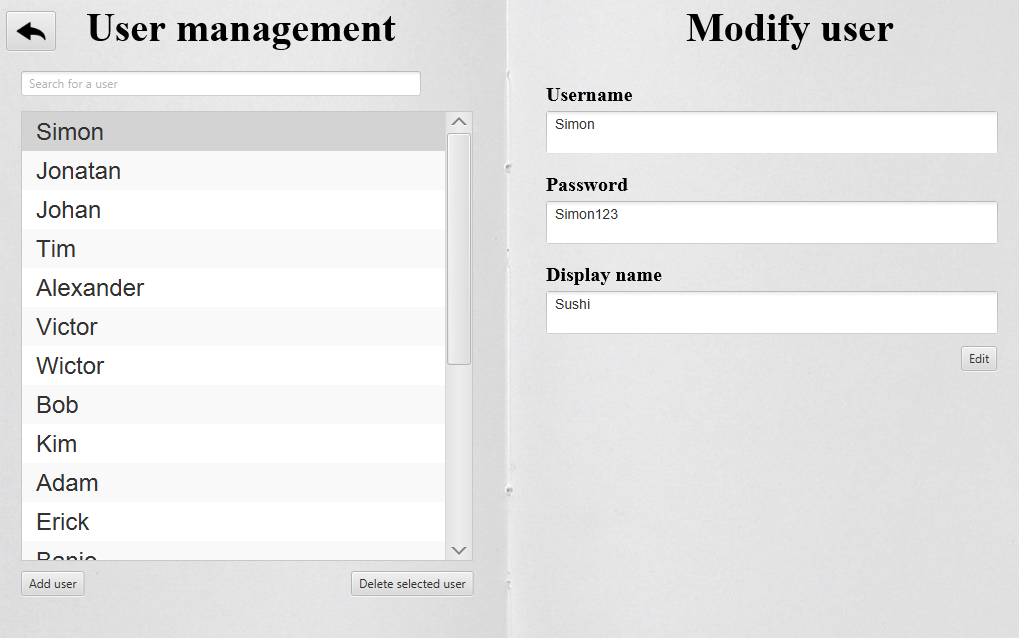 User management
Search for a user
Simon
Jonatan
Johan
Tim
Alexander
Victor
Wictor
Bob
Kim
Adam
Erick
Add user
Delete selected user
Modify user
Username
Simon
Password
Simon123
Display name
Sushi
Edit